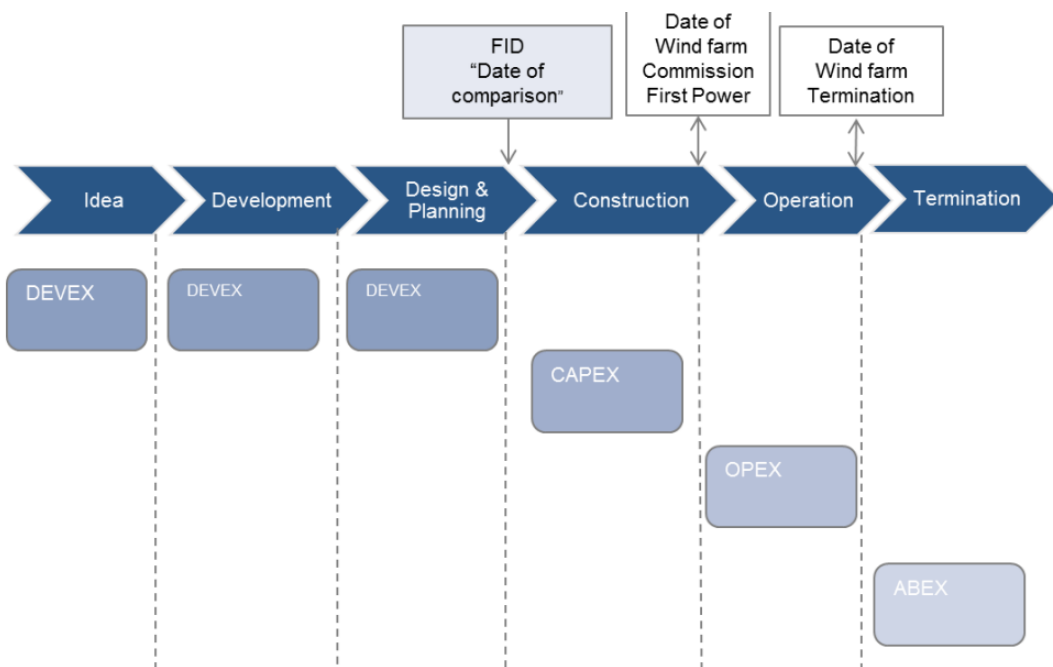 FID
“Date of
comparison“
Date of
Wind farm
Commission
First Power
Date of
Wind farm
Termination
Idea
Development
Design &
Planning
Construction
Operation
Termination
DEVEX
DEVEX
DEVEX
CAPEX
OPEX
ABEX